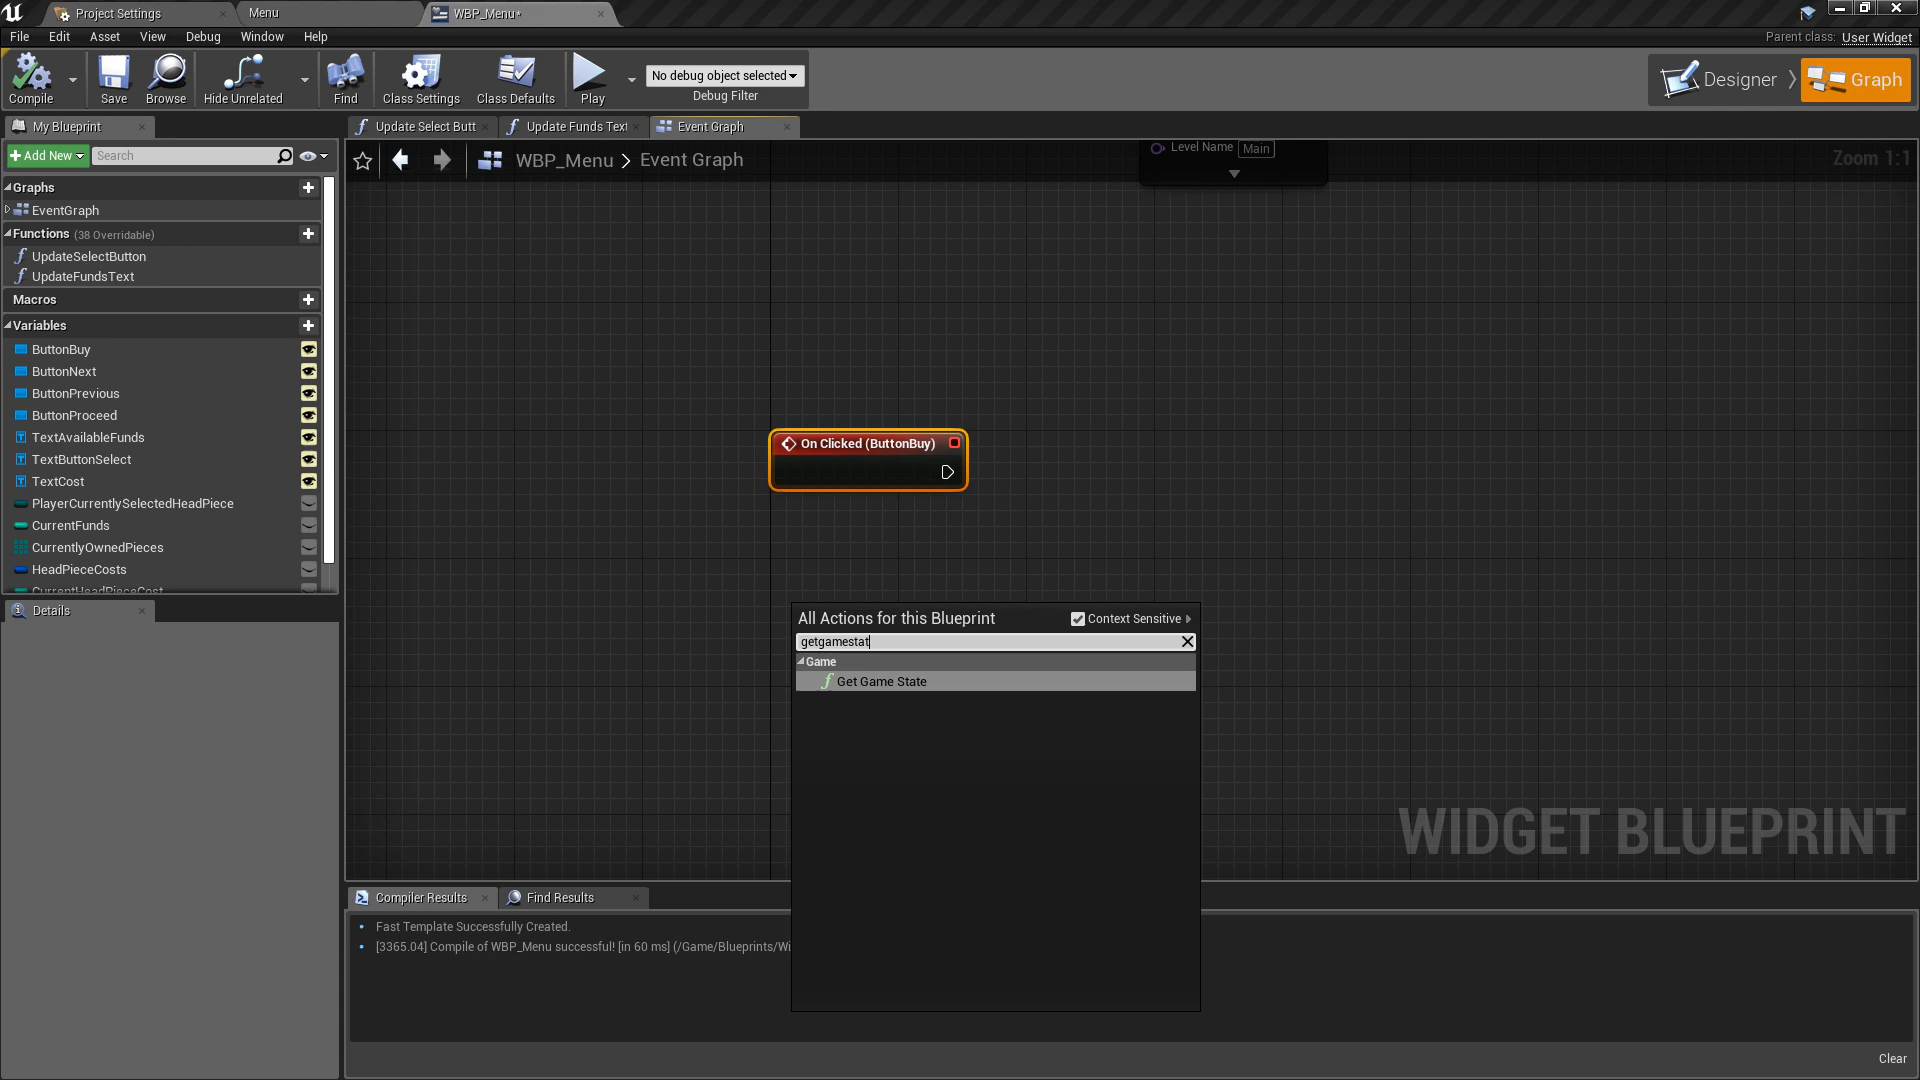 Project Settings
Menu
WBP_Menu*
File Edit Asset View Debug Window Help
Parent class: User Widget
Compile
Save
Browse
Hide Unrelated
Find
Class Settings
Class Defaults
Play
No debug object selected
Debug Filter
Designer
Graph
My Blueprint
Update Select Butt
Update Funds Text
Event Graph
Add New
Search
WBP_Menu > Event Graph
Level Name Main
Zoom 1:1
Graphs
EventGraph
Functions (38 Overridable)
UpdateSelectButton
UpdateFundsText
Macros
Variables
ButtonBuy
ButtonNext
ButtonPrevious
ButtonProceed
TextAvailableFunds
TextButtonSelect
TextCost
PlayerCurrentlySelectedHeadPiece
CurrentFunds
CurrentlyOwnedPieces
HeadPieceCosts
CurrentHeadPieceCost
Details
On Clicked (ButtonBuy)
All Actions for this Blueprint
Context Sensitive
getgamestat
Game
Get Game State
WIDGET BLUEPRINT
Compiler Results
Find Results
Fast Template Successfully Created.
[3365.04] Compile of WBP_Menu successful! [in 60 ms] (/Game/Blueprints/Wi
Clear